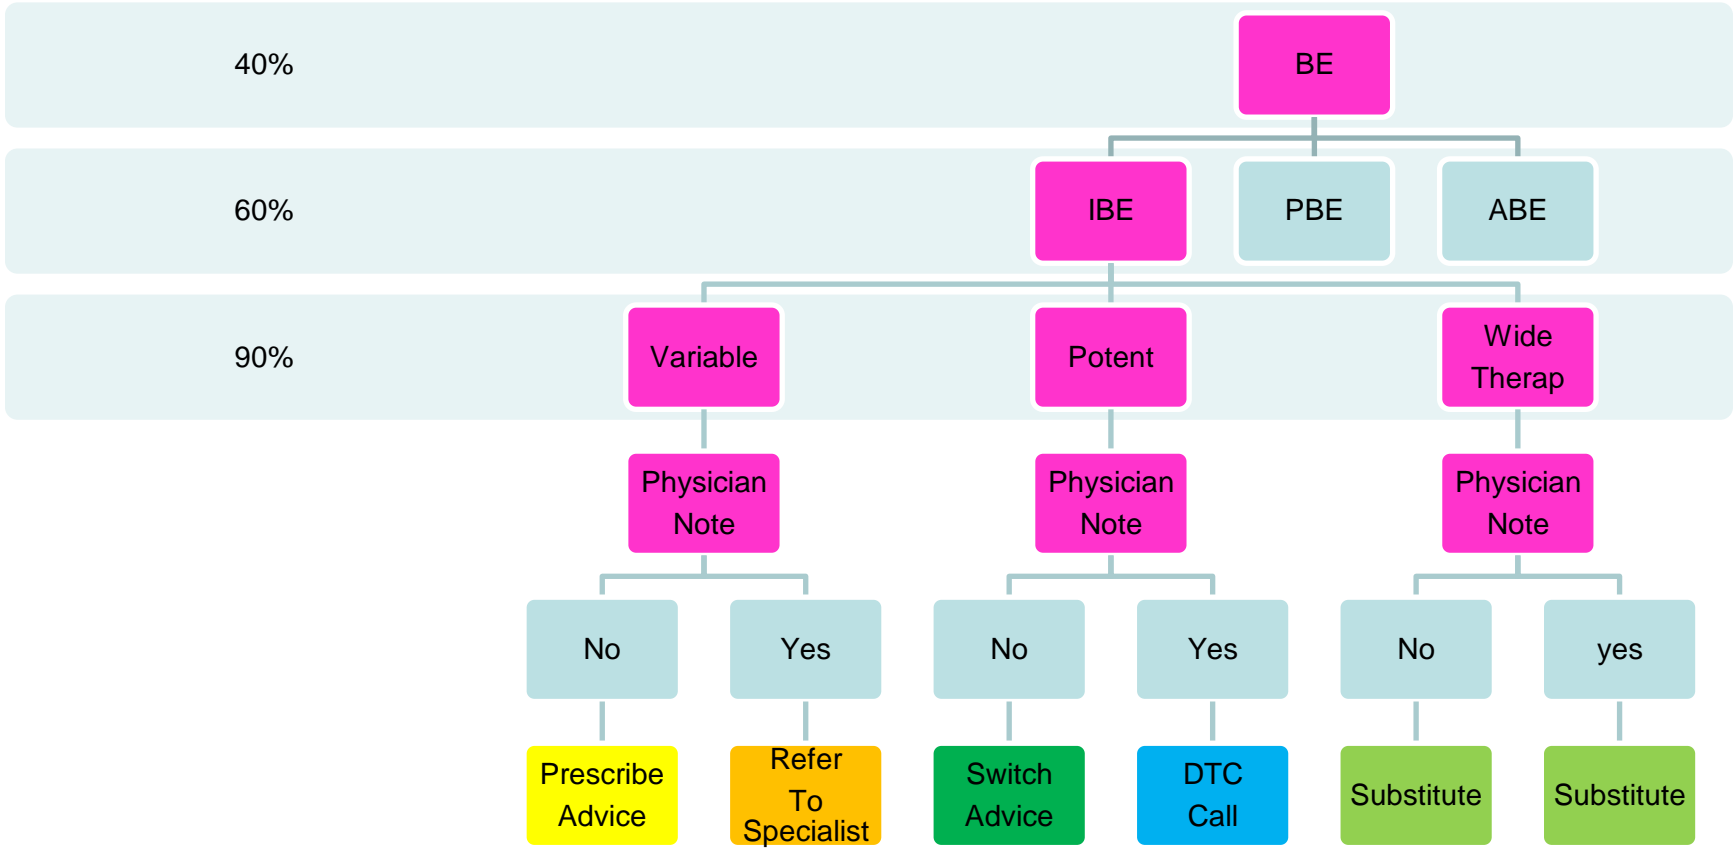 40%
BE
60%
IBE
PBE
ABE
90%
Variable
Potent
Wide
Therap
Physician
Note
Physician
Note
Physician
Note
No
Yes
No
Yes
No
yes
Prescribe
Advice
Refer
To
Specialist
Switch
Advice
DTC
Call
Substitute
Substitute